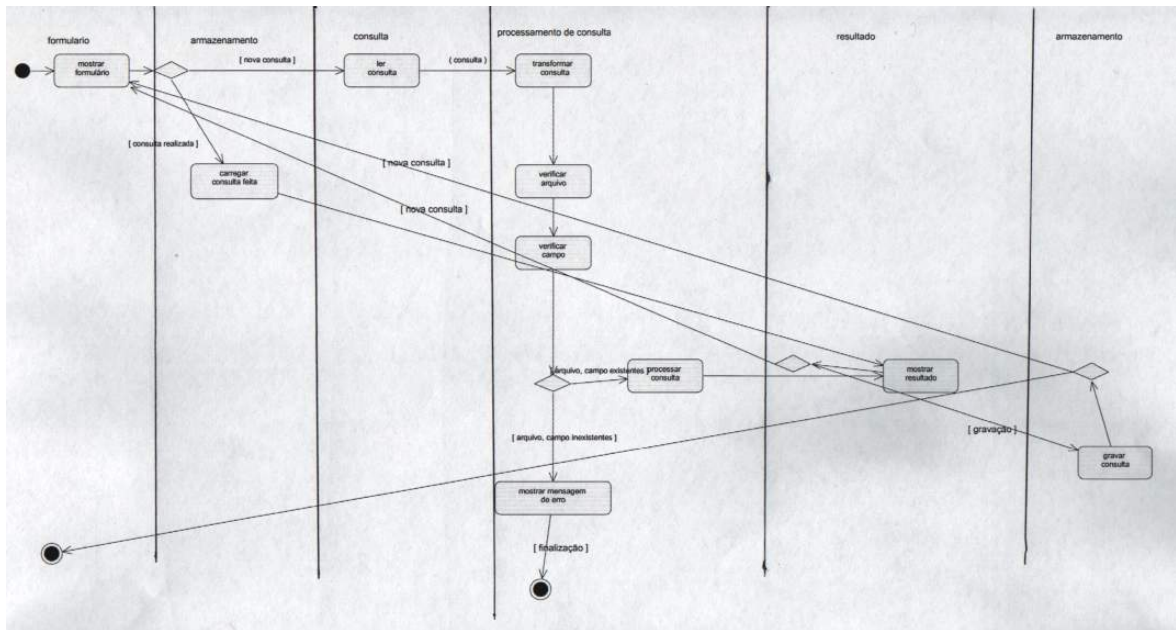 formulario
armazenamento
consulta
processamento de consulta
resultado
armazenamento
mostrar
formulário
[ nova consulta ]
ler
consulta
( consulta )
transformar
consulta
[ consulta realizada ]
carregar
consulta feita
[ nova consulta ]
verificar
arquivo
[ nova consulta ]
verificar
campo
arquivo, campo existentes ]
processar
consulta
mostrar
resultado
[ arquivo, campo inexistentes ]
[ gravação ]
gravar
consulta
mostrar mensagem
de erro
[ finalização ]